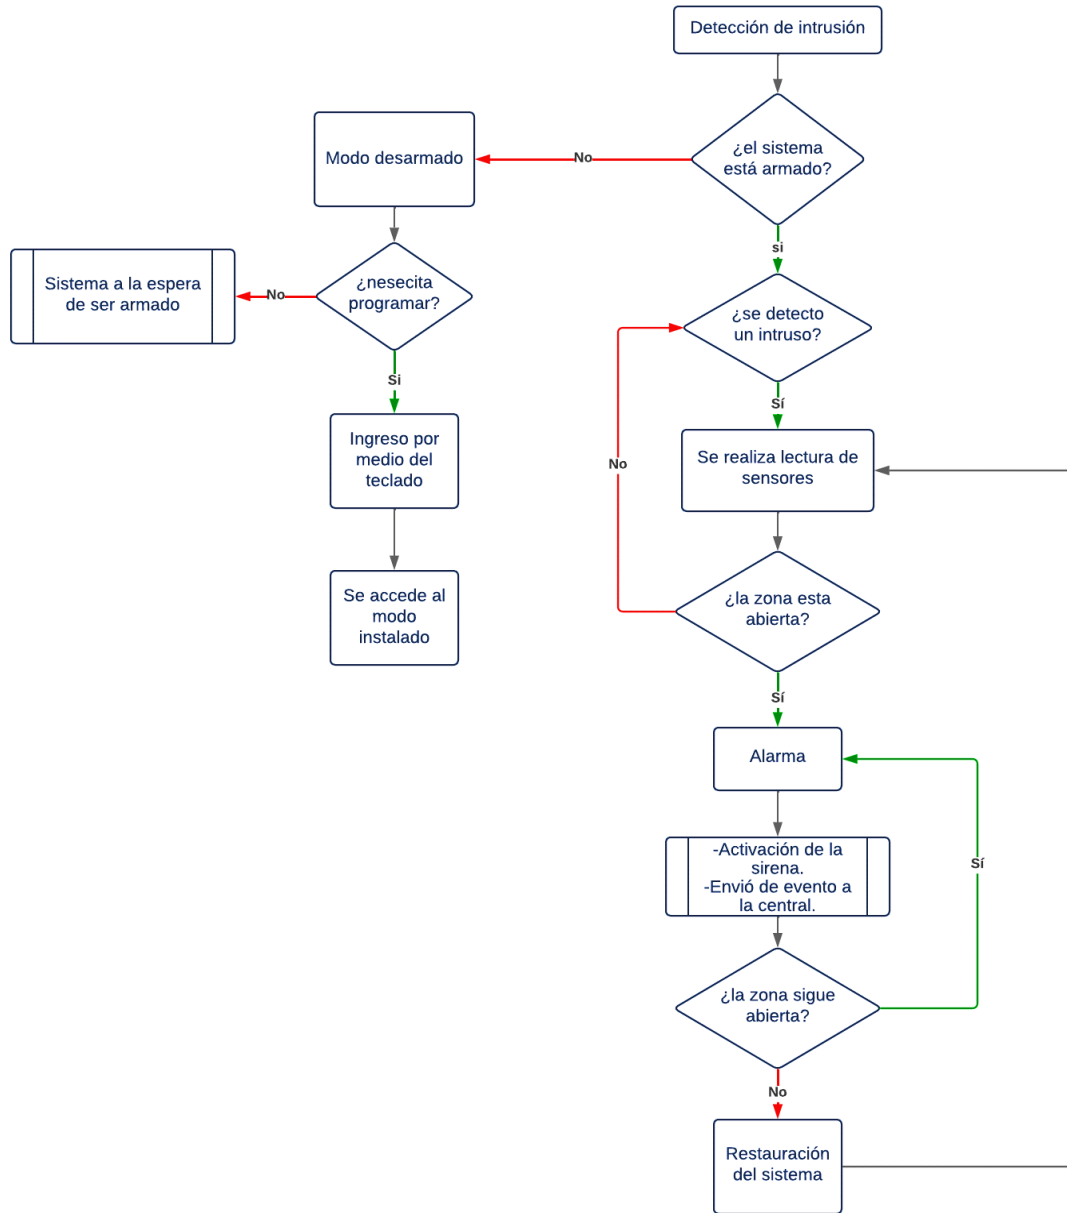 Detección de intrusión
¿el sistema
está armado?
No
Modo desarmado
si
¿nesecita
programar?
No
Sistema a la espera
de ser armado
Si
Ingreso por
medio del
teclado
Se accede al
modo
instalado
¿se detecto
un intruso?
Sí
Se realiza lectura de
sensores
No
¿la zona esta
abierta?
Sí
Alarma
-Activación de la
sirena.
-Envió de evento a
la central.
Sí
¿la zona sigue
abierta?
No
Restauración
del sistema